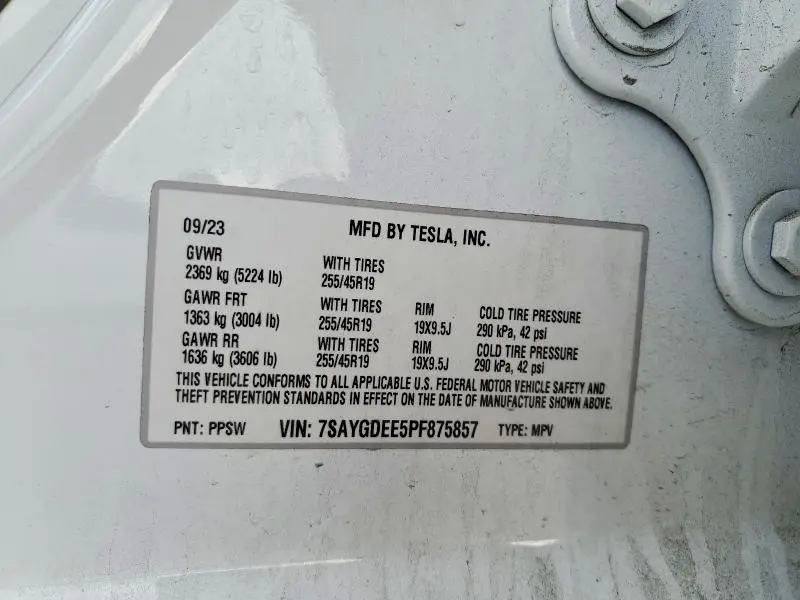 09/23 MFD BY TESLA, INC.
GVWR WITH TIRES
2369 kg (5224 lb) 255/45R19
GAWR FRT WITH TIRES RIM COLD TIRE PRESSURE
1363 kg (3004 lb) 255/45R19 19X9.5J 290 kPa, 42 psi
GAWR RR WITH TIRES RIM COLD TIRE PRESSURE
1636 kg (3606 lb) 255/45R19 19X9.5J 290 kPa, 42 psi
THIS VEHICLE CONFORMS TO ALL APPLICABLE U.S. FEDERAL MOTOR VEHICLE SAFETY AND
THEFT PREVENTION STANDARDS IN EFFECT ON THE DATE OF MANUFACTURE SHOWN ABOVE.
PNT: PPSW VIN: 7SAYGDEE5PF875857 TYPE: MPV